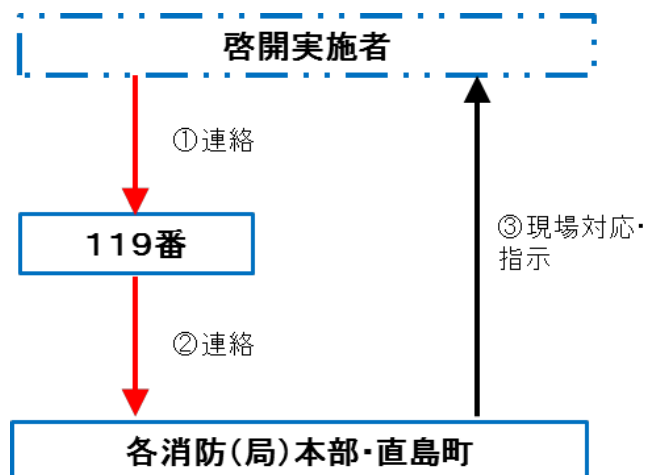 啓開実施者
①連絡
119番
③現場対応・
指示
②連絡
各消防(局)本部・直島町